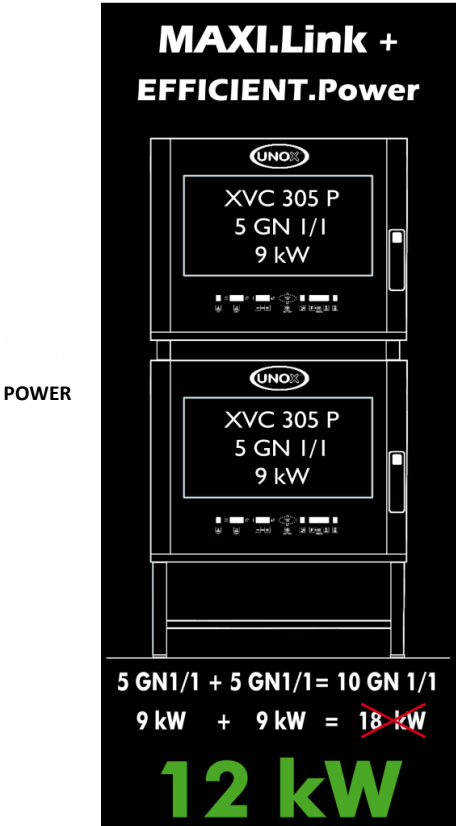 MAXI.Link +
EFFICIENT.Power
UNOX
XVC 305 P
5 GN 1/1
9 kW
POWER
UNOX
XVC 305 P
5 GN 1/1
9 kW
5 GN1/1 + 5 GN1/1= 10 GN 1/1
9 kW + 9 kW = 18 kW
12 kW